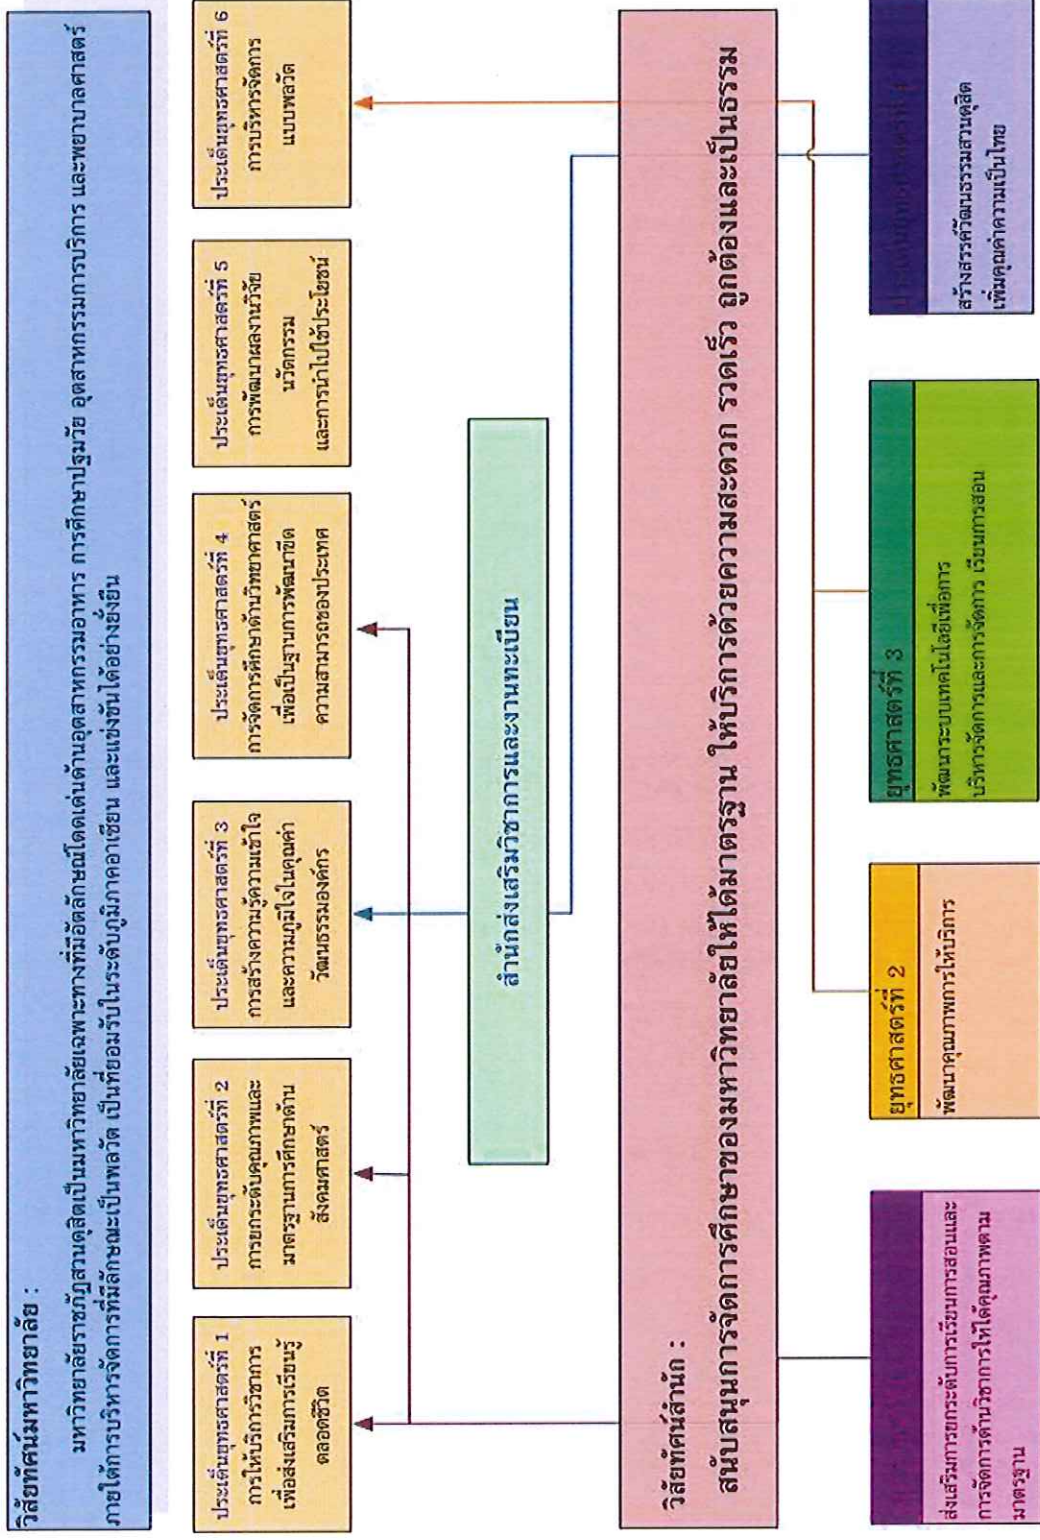 วิสัยทัศน์มหาวิทยาลัย :
มหาวิทยาลัยราชภัฏสวนดุสิตเป็นมหาวิทยาลัยเฉพาะทางที่มีอัตลักษณ์โดดเด่นด้านอุตสาหกรรมอาหาร การศึกษาปฐมวัย อุตสาหกรรมการบริการ และพยาบาลศาสตร์
ภายใต้การบริหารจัดการที่มีลักษณะเป็นพลวัต เป็นที่ยอมรับในระดับภูมิภาคอาเซียน และแข่งขันได้อย่างยั่งยืน
ประเด็นยุทธศาสตร์ที่ 1
การให้บริการวิชาการ
เพื่อส่งเสริมการเรียนรู้
ตลอดชีวิต
ประเด็นยุทธศาสตร์ที่ 2
การยกระดับคุณภาพและ
มาตรฐานการศึกษาด้าน
สังคมศาสตร์
ประเด็นยุทธศาสตร์ที่ 3
การสร้างความรู้ความเข้าใจ
และความภูมิใจในคุณค่า
วัฒนธรรมองค์กร
ประเด็นยุทธศาสตร์ที่ 4
การจัดการศึกษาด้านวิทยาศาสตร์
เพื่อเป็นฐานการพัฒนาขีด
ความสามารถของประเทศ
ประเด็นยุทธศาสตร์ที่ 5
การพัฒนาผลงานวิจัย
นวัตกรรม
และการนำไปใช้ประโยชน์
ประเด็นยุทธศาสตร์ที่ 6
การบริหารจัดการ
แบบพลวัต
สำนักส่งเสริมวิชาการและงานทะเบียน
วิสัยทัศน์สำนัก :
สนับสนุนการจัดการศึกษาของมหาวิทยาลัยให้ได้มาตรฐาน ให้บริการด้วยความสะดวก รวดเร็ว ถูกต้องและเป็นธรรม
ส่งเสริมการยกระดับการเรียนการสอนและ
การจัดการด้านวิชาการให้ได้คุณภาพตาม
มาตรฐาน
ยุทธศาสตร์ที่ 2
พัฒนาคุณภาพการให้บริการ
ยุทธศาสตร์ที่ 3
พัฒนาระบบเทคโนโลยีเพื่อการ
บริหารจัดการและการจัดการ เรียนการสอน
ประเด็นยุทธศาสตร์ที่ 4
สร้างสรรค์วัฒนธรรมสวนดุสิต
เพิ่มคุณค่าความเป็นไทย